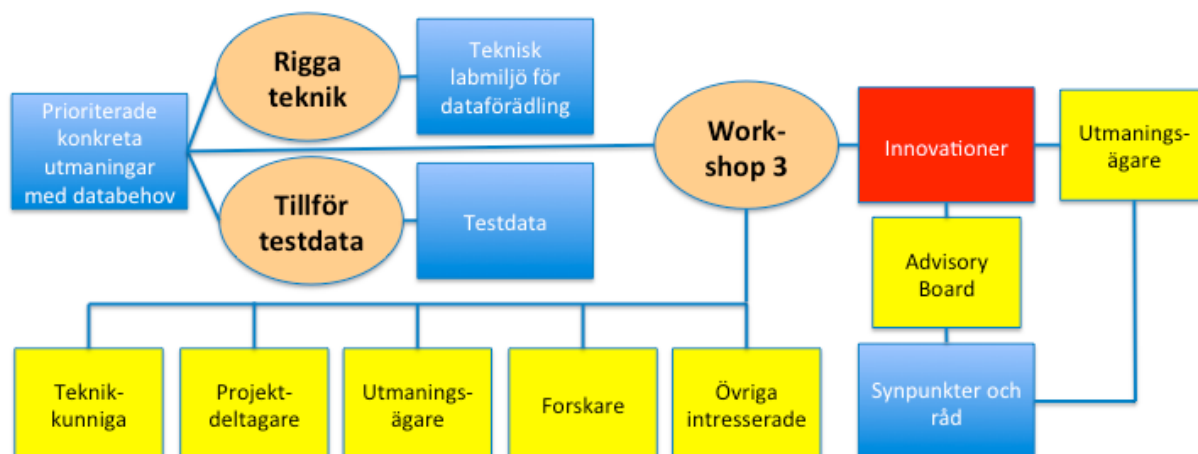 Prioriterade
konkreta
utmaningar
med databehov
Rigga
teknik
Teknisk
labmiljö för
dataförädling
Tillför
testdata
Testdata
Work-
shop 3
Innovationer
Utmanings-
ägare
Advisory
Board
Synpunkter och
råd
Teknik-
kunniga
Projekt-
deltagare
Utmanings-
ägare
Forskare
Övriga
intresserade